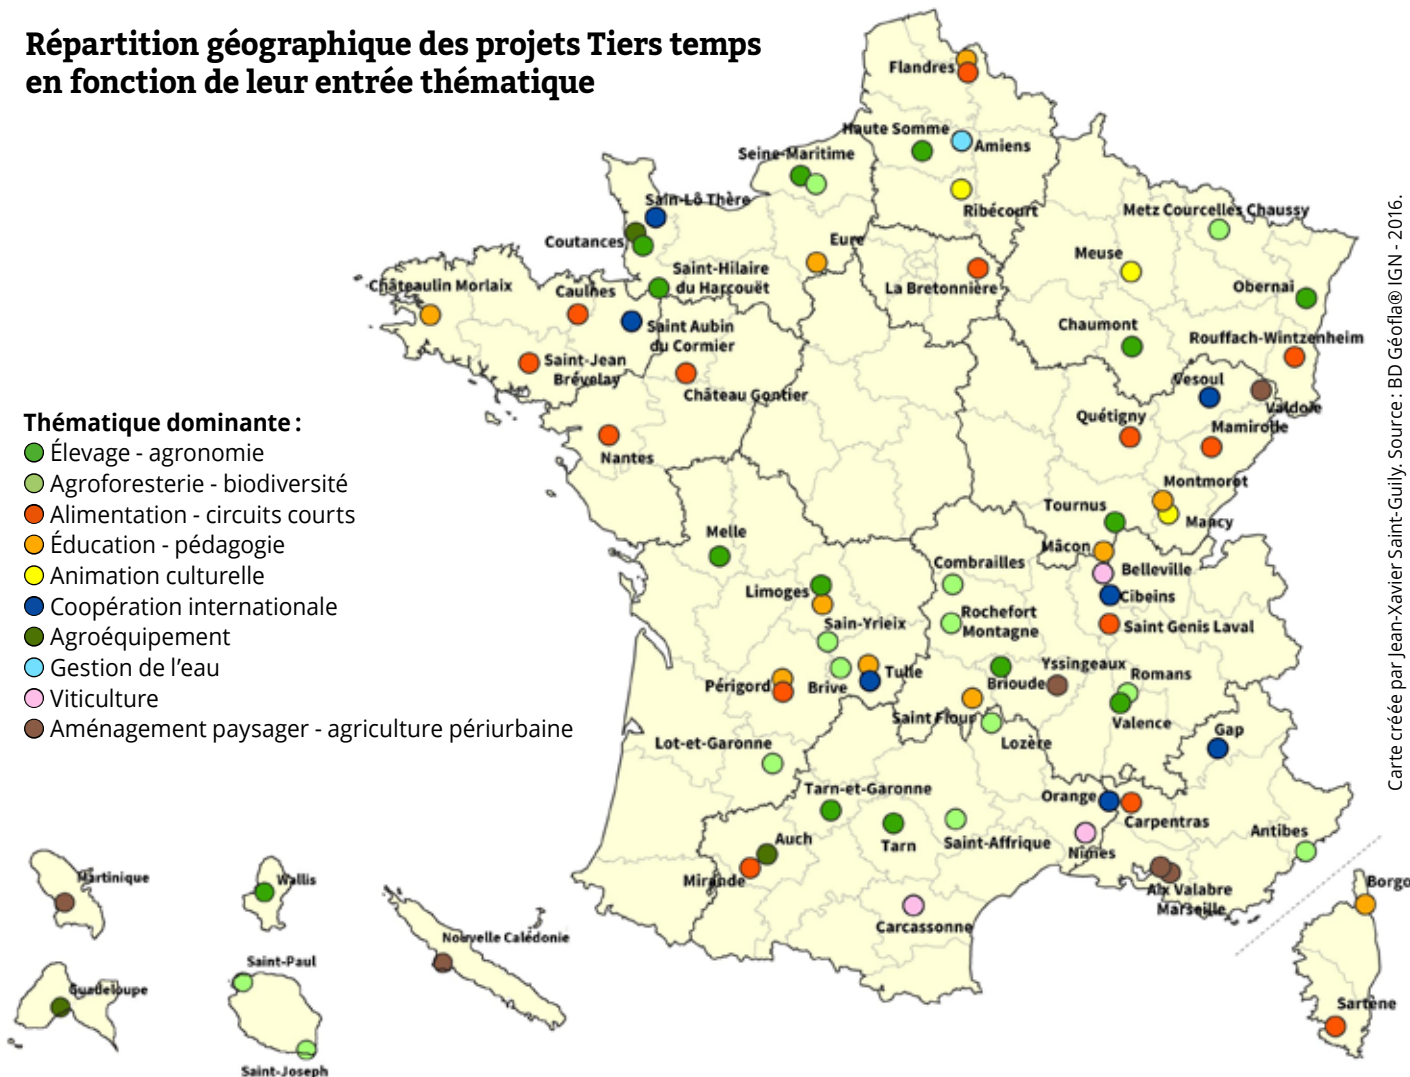 Répartition géographique des projets Tiers temps
en fonction de leur entrée thématique
Flandres
Haute Somme
Amiens
Seine-Maritime
Ribécourt
Sain-Lô Thère
Metz Courcelles Chaussy
Coutances
Eure
Meuse
Saint-Hilaire
du Harcouët
La Bretonnière
Châteaulin Morlaix
Caulnes
Obernai
Saint Aubin
du Cormier
Chaumont
Rouffach-Wintzenheim
Saint-Jean
Brévelay
Château Gontier
Vesoul
Valdoie
Quétigny
Mamirolle
Nantes
Montmorot
Mancy
Tournus
Melle
Mâcon
Belleville
Combrailles
Limoges
Cibeins
Rochefort
Montagne
Sain-Yrieix
Saint Genis Laval
Yssingeaux
Romans
Tulle
Périgord
Brive
Brioude
Saint Flour
Valence
Lozère
Gap
Lot-et-Garonne
Tarn-et-Garonne
Orange
Carpentras
Antibes
Auch
Tarn
Saint-Affrique
Nîmes
Mirande
Aix Valabre
Marseille
Carcassonne
Borgo
Sartène
Thématique dominante :
Élevage - agronomie
Agroforesterie - biodiversité
Alimentation - circuits courts
Éducation - pédagogie
Animation culturelle
Coopération internationale
Agroéquipement
Gestion de l’eau
Viticulture
Aménagement paysager - agriculture périurbaine
Martinique
Wallis
Nouvelle Calédonie
Saint-Paul
Guadeloupe
Saint-Joseph
Carte créée par Jean-Xavier Saint-Guily. Source: BD Géofla® IGN - 2016.